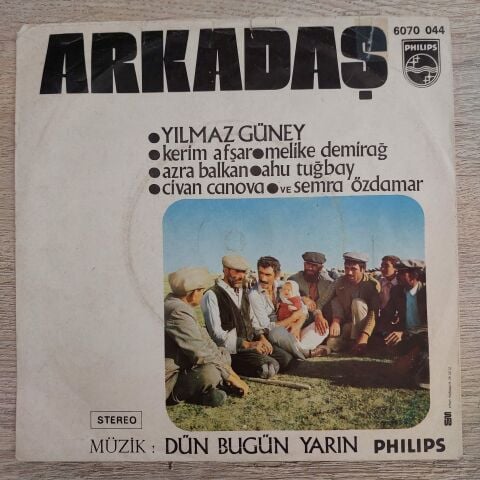 ARKADAŞ
6070 044
PHILIPS
•YILMAZ GÜNEY
•kerim afşar•melike demirağ
•azra balkan•ahu tuğbay
•civan canova•VE semra özdamar
STEREO
MÜZİK : DÜN BUGÜN YARIN PHILIPS